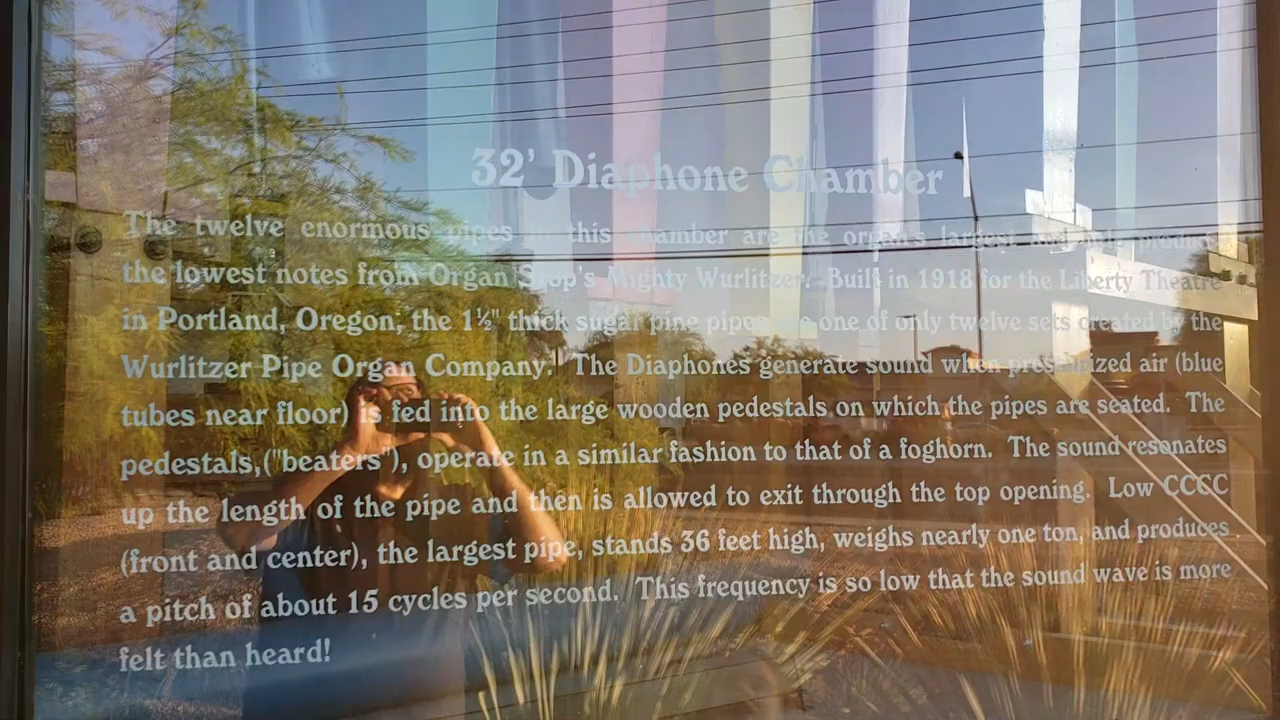 32' Diaphone Chamber
The twelve enormous pipes in this chamber are the organ's largest and produce
the lowest notes from Organ Stop's Mighty Wurlitzer. Built in 1918 for the Liberty Theatre
in Portland, Oregon, the 1½" thick sugar pine pipes one of only twelve sets created by the
Wurlitzer Pipe Organ Company. The Diaphones generate sound when pressurized air (blue
tubes near floor) is fed into the large wooden pedestals on which the pipes are seated. The
pedestals,("beaters"), operate in a similar fashion to that of a foghorn. The sound resonates
up the length of the pipe and then is allowed to exit through the top opening. Low CCCC
(front and center), the largest pipe, stands 36 feet high, weighs nearly one ton, and produces
a pitch of about 15 cycles per second. This frequency is so low that the sound wave is more
felt than heard!